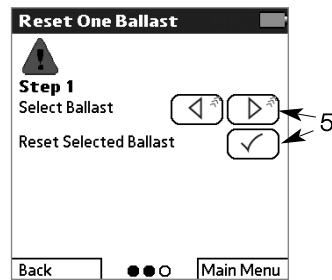 Reset One Ballast
Step 1
Select Ballast
5
Reset Selected Ballast
Back
Main Menu